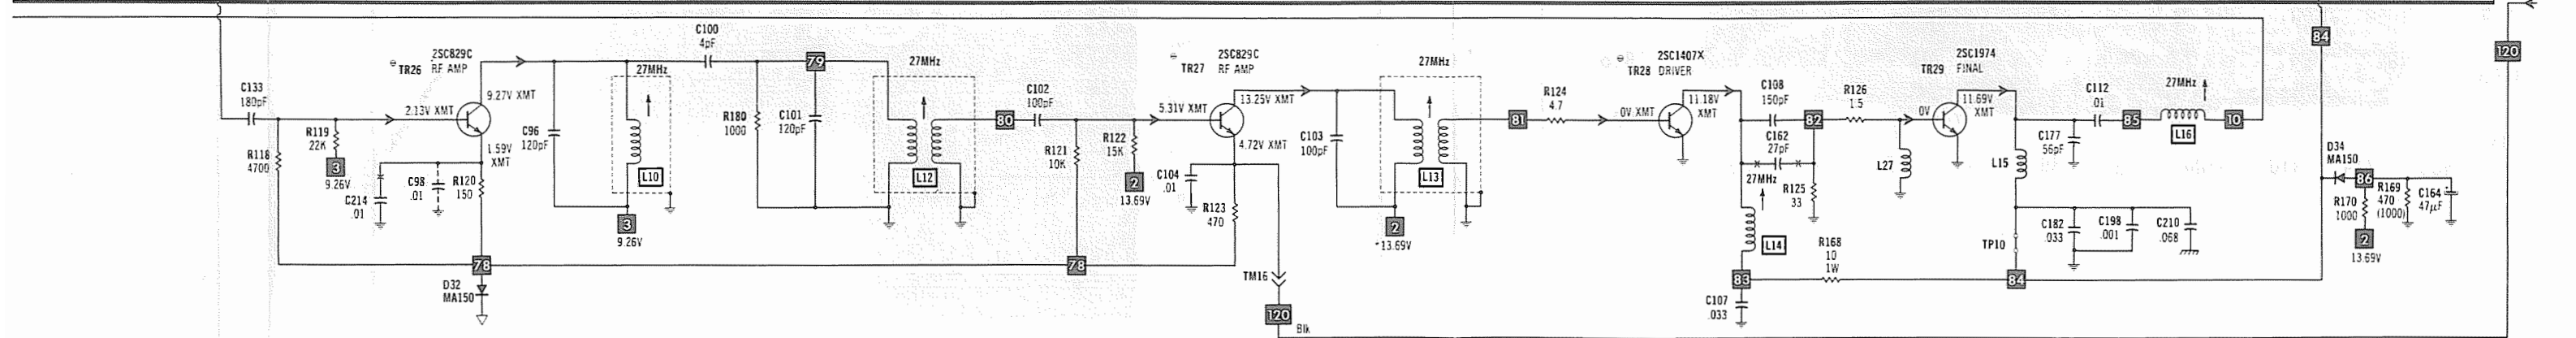 C133
180pF
R118
4700
R119
22K
3
9.26V
TR26
2SC829C
RF AMP
2.13V XMT
9.27V XMT
1.59V
XMT
C214
.01
C98
.01
R120
150
78
D32
MA150
C96
120pF
27MHz
L10
3
9.26V
C100
4pF
R180
1000
79
C101
120pF
27MHz
L12
80
C102
100pF
R121
10K
78
R122
15K
2
13.69V
TR27
2SC829C
RF AMP
5.31V XMT
13.25V XMT
4.72V XMT
C104
.01
R123
470
TM16
120
Blk
C103
100pF
27MHz
L13
2
13.69V
81
R124
4.7
2SC1407X
TR28 DRIVER
0V XMT
11.18V
XMT
C108
150pF
C162
27pF
27MHz
L14
83
C107
.033
82
R125
33
R126
1.5
R168
10
1W
L27
2SC1974
TR29 FINAL
0V
11.69V
XMT
L15
TP10
84
C177
56pF
C112
.01
85
27MHz
L16
10
C182
.033
C198
.001
C210
.068
84
D34
MA150
86
R170
1000
2
13.69V
R169
470
(1000)
C164
47µF
120